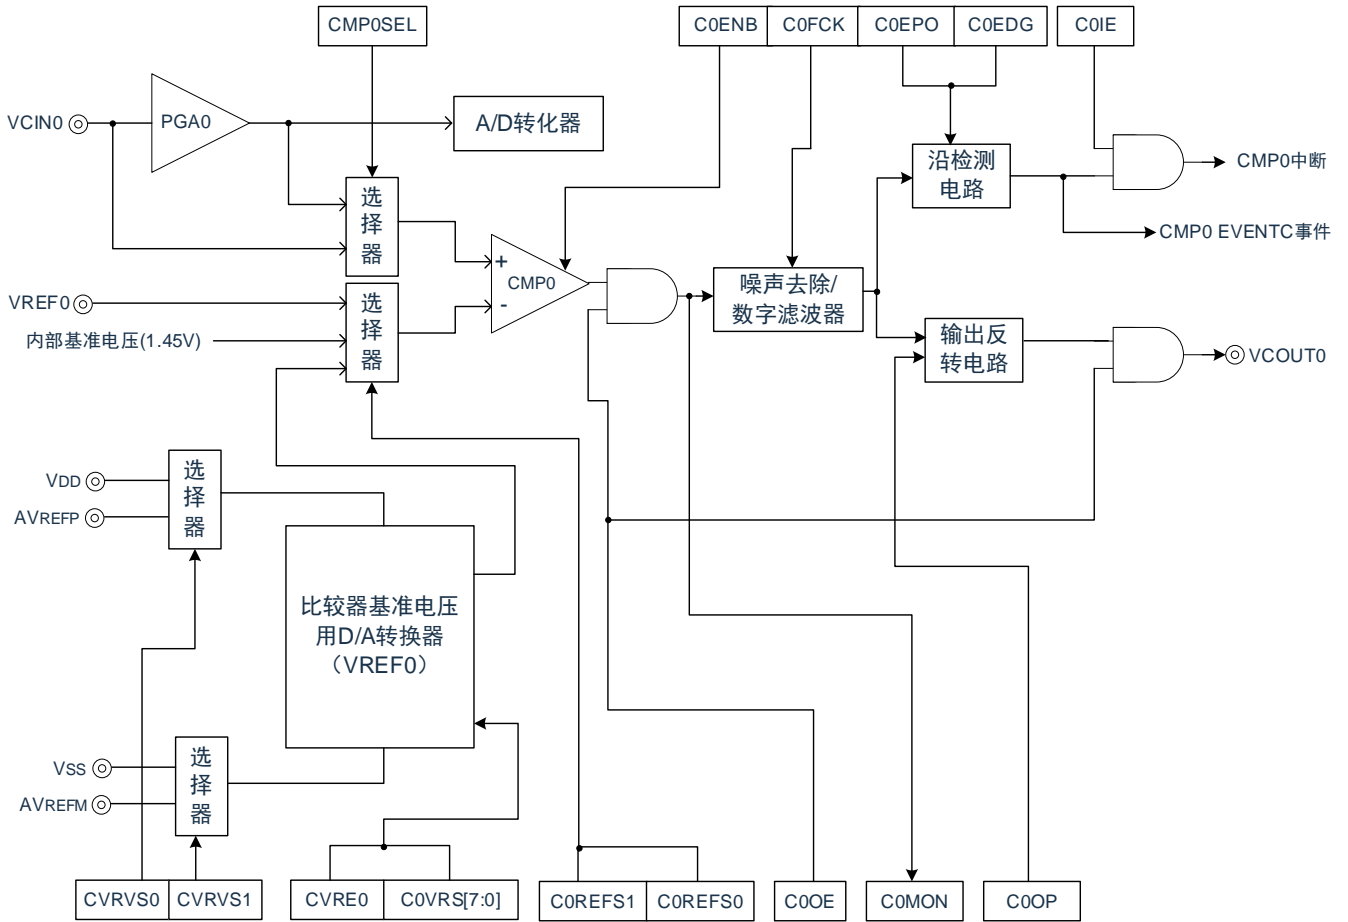 CMP0SEL
C0ENB
C0FCK
C0EPO
C0EDG
C0IE
VCIN0
PGA0
A/D转化器
沿检测
电路
CMP0中断
选
择
器
CMP0 EVENTC事件
+
CMP0
-
噪声去除/
数字滤波器
VREF0
内部基准电压(1.45V)
选
择
器
输出反
转电路
VCOUT0
VDD
AVREFP
选
择
器
比较器基准电压
用D/A转换器
（VREF0）
VSS
AVREFM
选
择
器
CVRVS0
CVRVS1
CVRE0
C0VRS[7:0]
C0REFS1
C0REFS0
C0OE
C0MON
C0OP